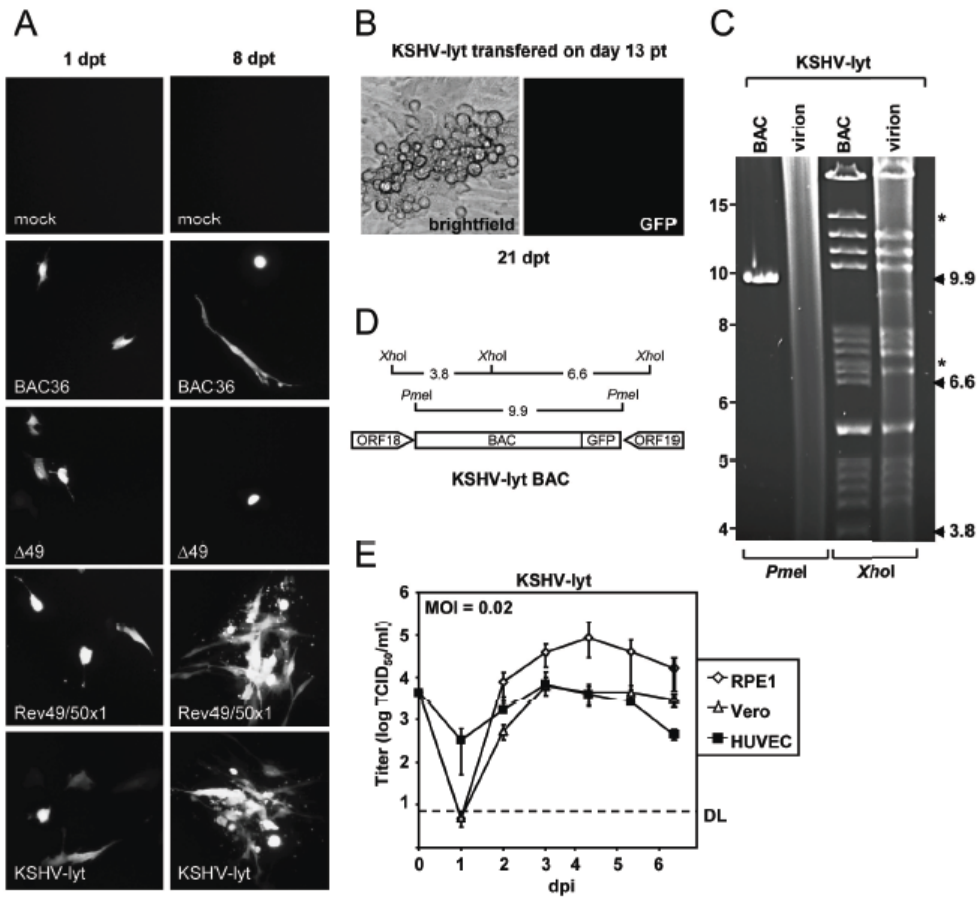 A
1 dpt 8 dpt
mock mock
BAC36 BAC36
Δ49 Δ49
Rev49/50x1 Rev49/50x1
KSHV-lyt KSHV-lyt
B
KSHV-lyt transfered on day 13 pt
brightfield GFP
21 dpt
C
KSHV-lyt
BAC virion BAC virion
15
10
8
6
5
4
*
9.9
*
6.6
3.8
PmeI XhoI
D
XhoI XhoI XhoI
3.8 6.6
PmeI PmeI
9.9
ORF18 BAC GFP ORF19
KSHV-lyt BAC
E
KSHV-lyt
MOI = 0.02
Titer (log TCID50/ml)
6
5
4
3
2
1
0 1 2 3 4 5 6
dpi
DL
RPE1
Vero
HUVEC